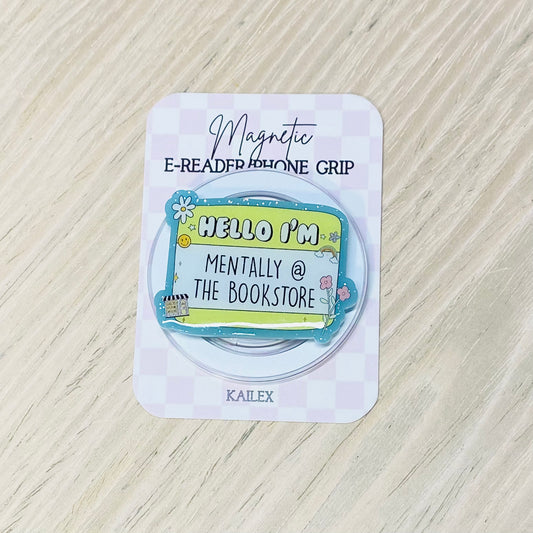 Magnetic
E-READER/PHONE GRIP
HELLO I'M
MENTALLY @
THE BOOKSTORE
KAILEX